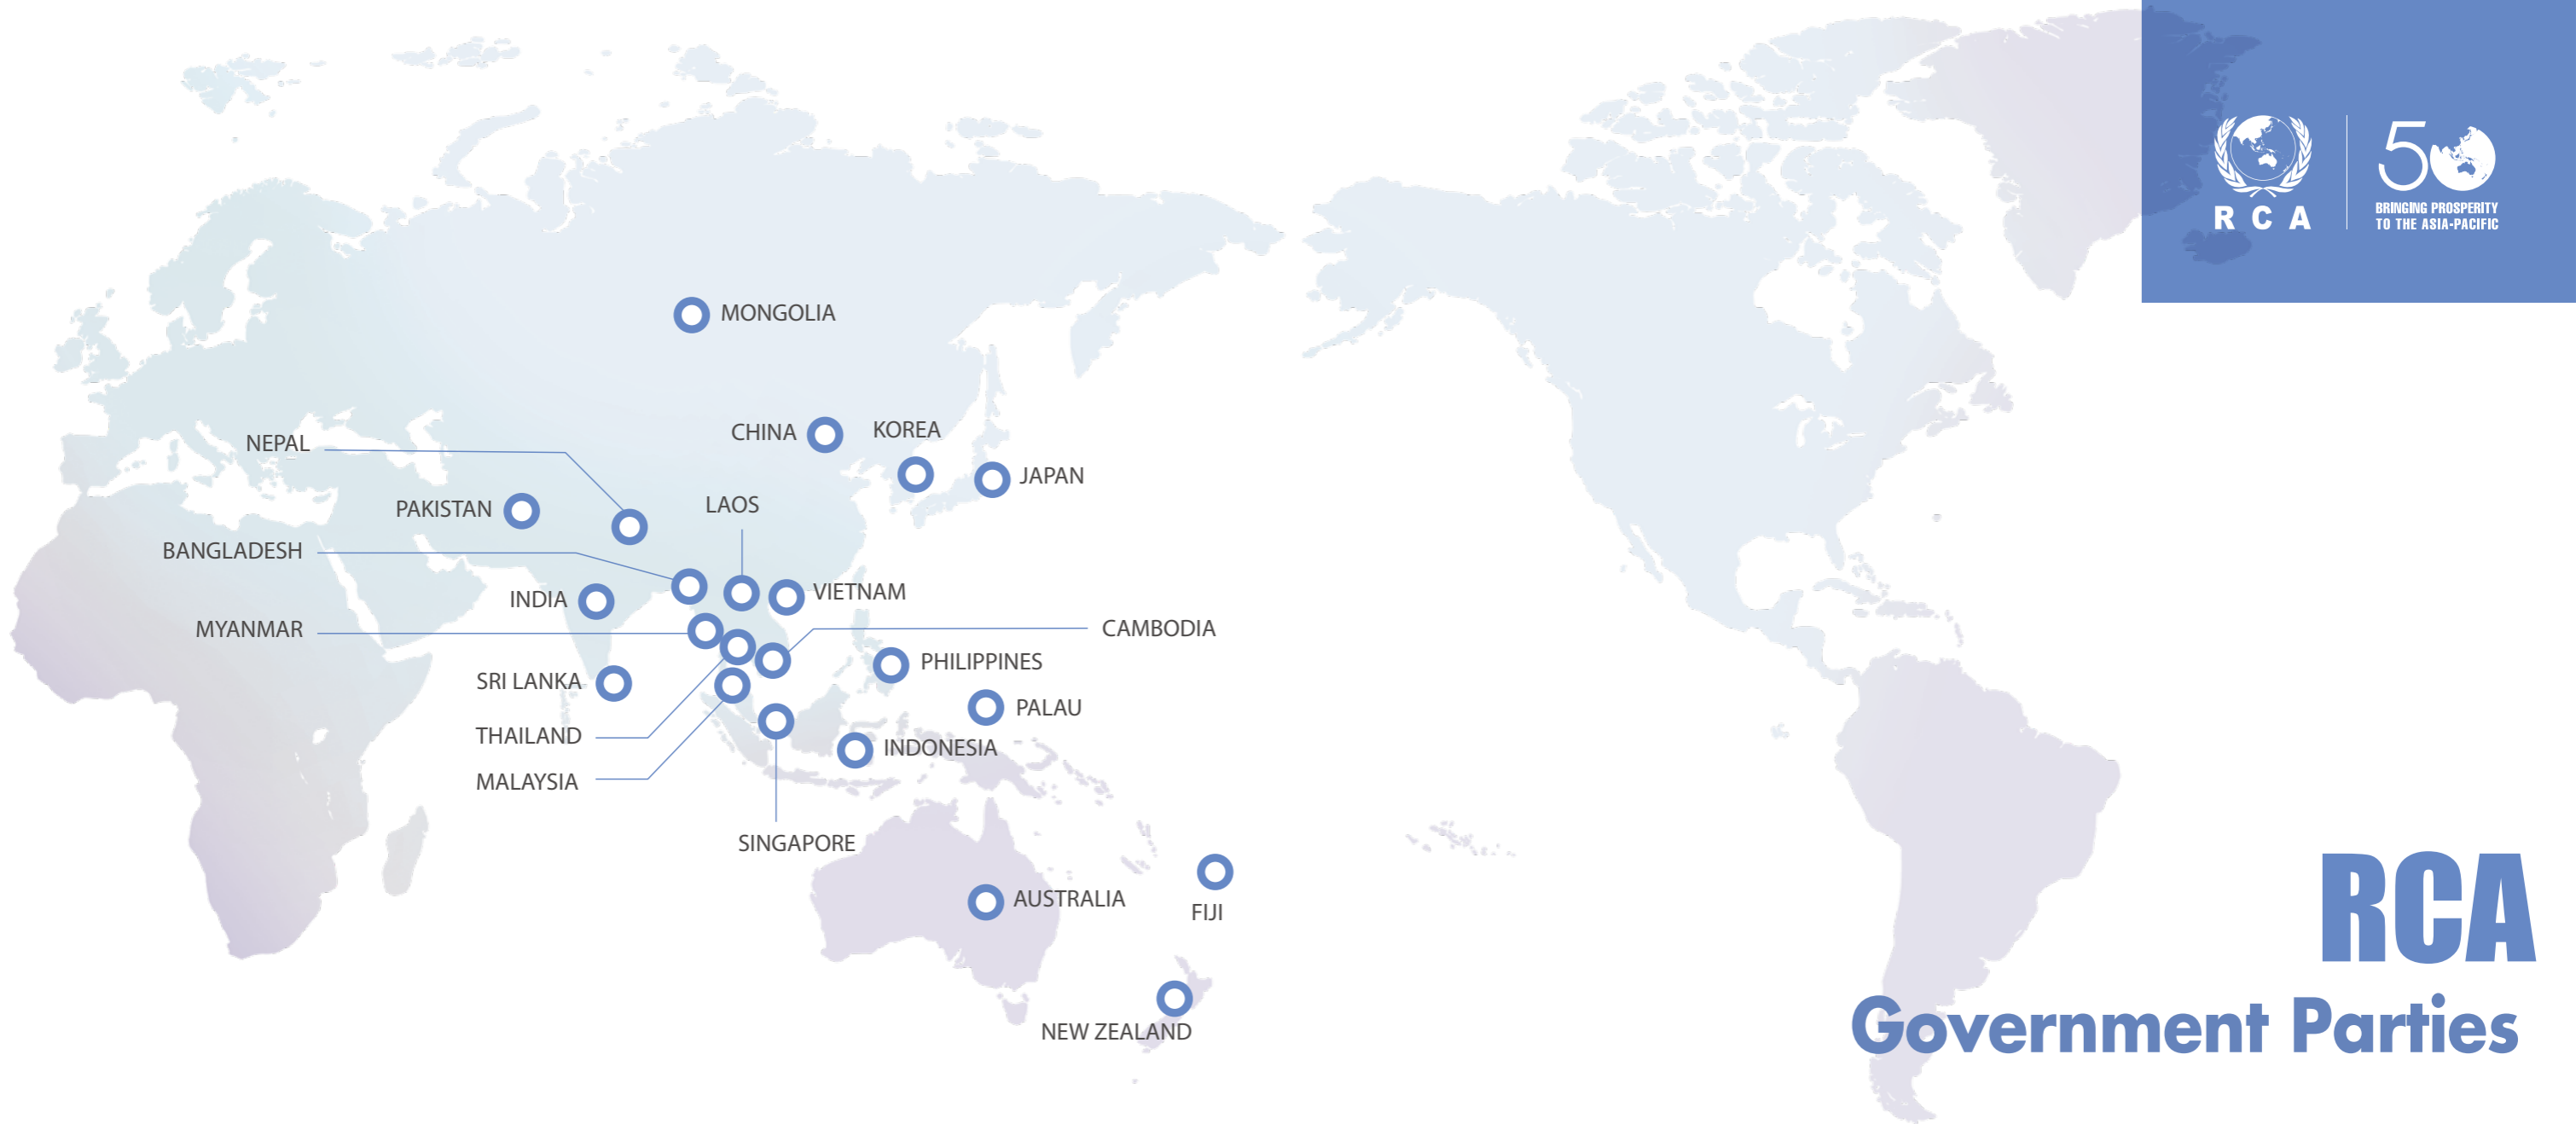 R C A
50
BRINGING PROSPERITY
TO THE ASIA-PACIFIC
MONGOLIA
CHINA
KOREA
NEPAL
JAPAN
PAKISTAN
LAOS
BANGLADESH
INDIA
VIETNAM
MYANMAR
CAMBODIA
PHILIPPINES
SRI LANKA
PALAU
THAILAND
INDONESIA
MALAYSIA
SINGAPORE
AUSTRALIA
FIJI
NEW ZEALAND
RCA
Government Parties